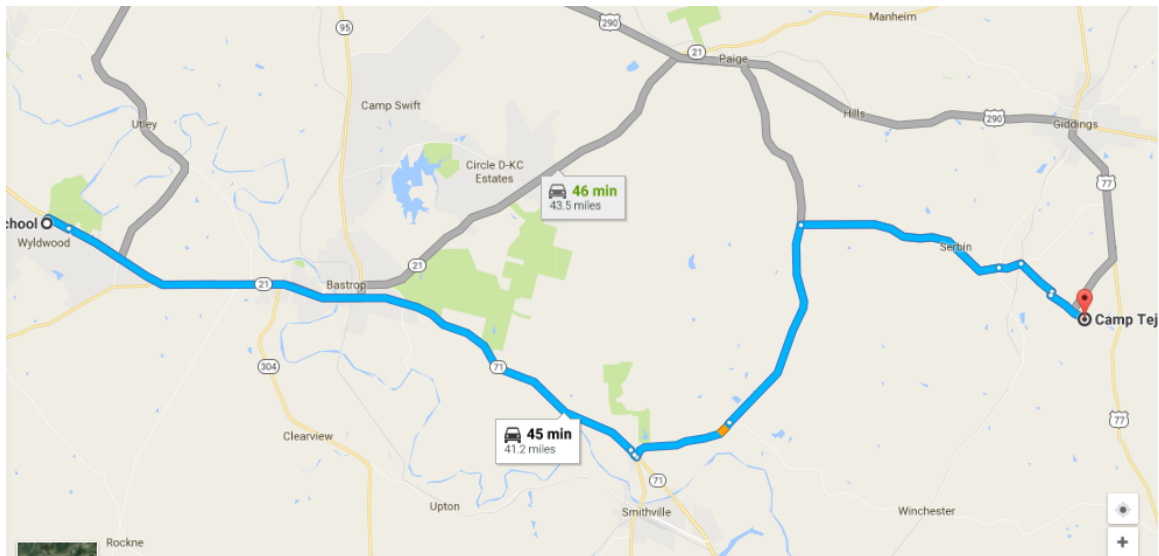 290
Manheim
95
21
Paige
Camp Swift
Utley
Hills
290
Giddings
Circle D-KC
Estates
46 min
43.5 miles
77
chool
Wyldwood
Serbin
21
21
Bastrop
Camp Tej
71
304
45 min
41.2 miles
77
Clearview
71
Upton
Smithville
Winchester
Rockne
+